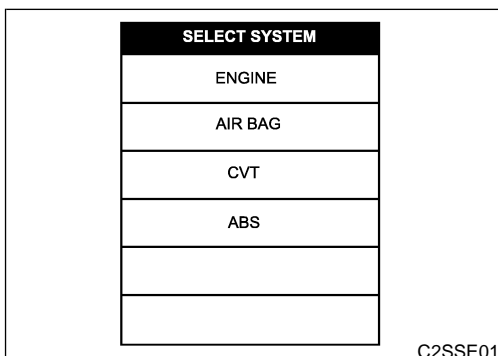 SELECT SYSTEM
ENGINE
AIR BAG
CVT
ABS
C2SSE01